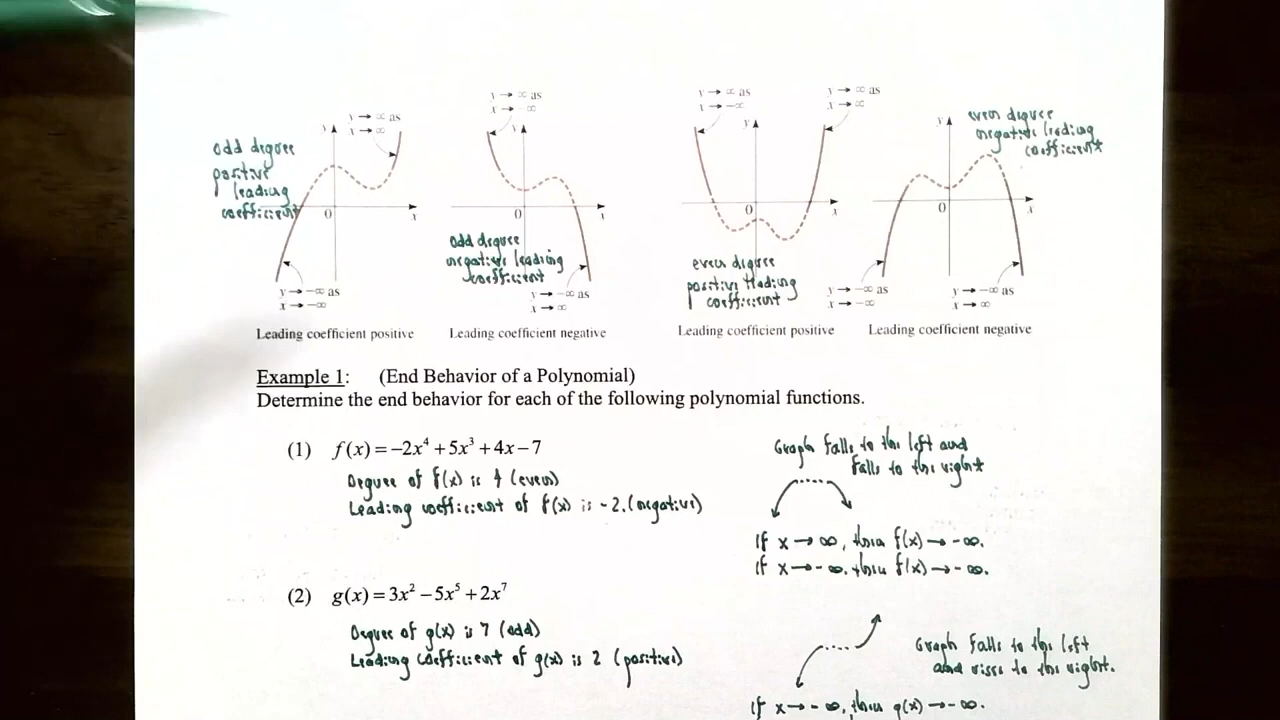 y → ∞ as
x → ∞
y
odd degree
positive
leading
coefficient
0
x
y → -∞ as
x → -∞
Leading coefficient positive
y → ∞ as
x → -∞
y
0
x
odd degree
negative leading
coefficient
y → -∞ as
x → ∞
Leading coefficient negative
y → ∞ as
x → -∞
y → ∞ as
x → ∞
y
0
x
even degree
positive leading
coefficient
Leading coefficient positive
even degree
negative leading
coefficient
y
0
x
y → -∞ as
x → -∞
y → -∞ as
x → ∞
Leading coefficient negative
Example 1: (End Behavior of a Polynomial)
Determine the end behavior for each of the following polynomial functions.
(1) f(x) = -2x⁴ + 5x³ + 4x - 7
Degree of f(x) is 4 (even)
Leading coefficient of f(x) is -2. (negative)
Graph falls to the left and
falls to the right
If x → ∞, then f(x) → -∞.
If x → -∞, then f(x) → -∞.
(2) g(x) = 3x² - 5x⁵ + 2x⁷
Degree of g(x) is 7 (odd)
Leading coefficient of g(x) is 2 (positive)
Graph falls to the left
and rises to the right.
If x → -∞, then g(x) → -∞.